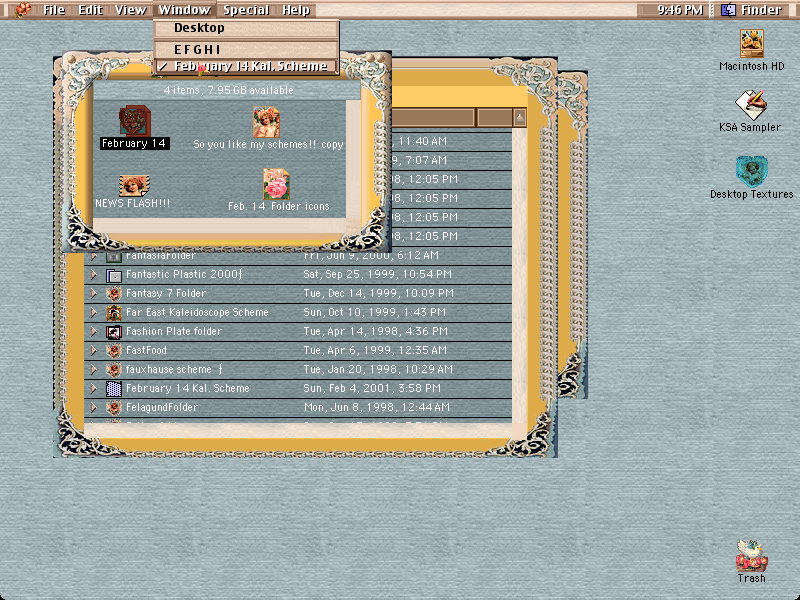 File Edit View Window Special Help 9:46 PM Finder
Desktop
E F G H I
✓ February 14 Kal. Scheme
4 items, 7.95 GB available
February 14
So you like my schemes!! copy
NEWS FLASH!!!
Feb. 14 Folder icons
Macintosh HD
KSA Sampler
Desktop Textures
Trash
11:40 AM
9, 7:07 AM
98, 12:05 PM
98, 12:05 PM
98, 12:05 PM
98, 12:05 PM
FantasiaFolder Fri, Jun 9, 2000, 6:12 AM
Fantastic Plastic 2000ƒ Sat, Sep 25, 1999, 10:54 PM
Fantasy 7 Folder Tue, Dec 14, 1999, 10:09 PM
Far East Kaleidoscope Scheme Sun, Oct 10, 1999, 1:43 PM
Fashion Plate folder Tue, Apr 14, 1998, 4:36 PM
FastFood Tue, Apr 6, 1999, 12:35 AM
fauxhause scheme ƒ Tue, Jan 20, 1998, 10:29 AM
February 14 Kal. Scheme Sun, Feb 4, 2001, 3:58 PM
FelagundFolder Mon, Jun 8, 1998, 12:44 AM